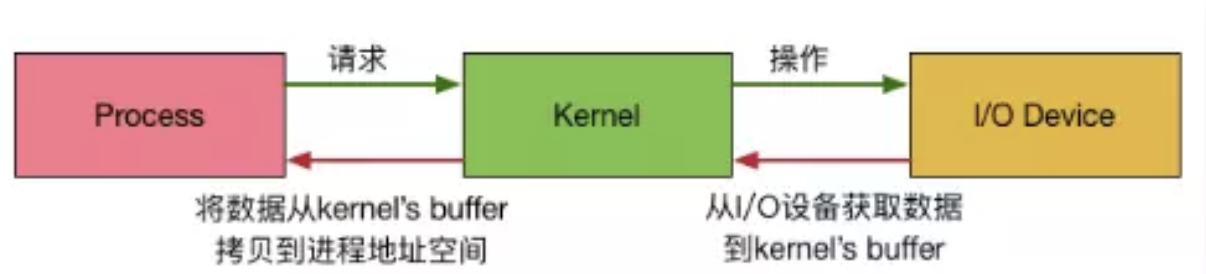 请求
操作
Process
Kernel
I/O Device
将数据从kernel's buffer
拷贝到进程地址空间
从I/O设备获取数据
到kernel's buffer